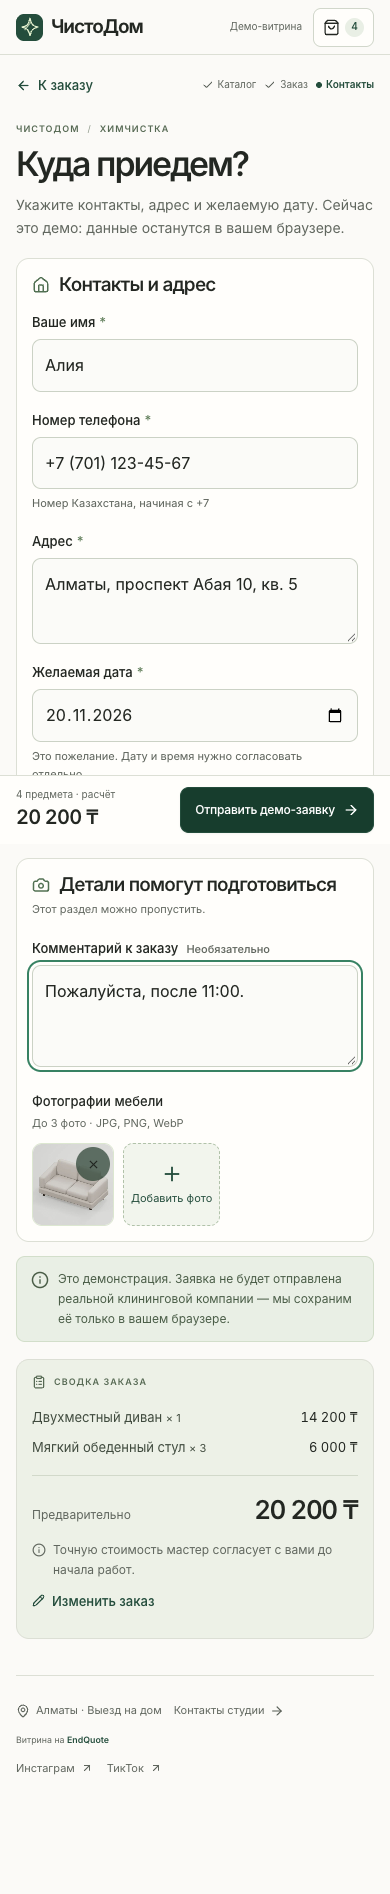 ЧистоДом
Демо-витрина
4
К заказу
Каталог
Заказ
Контакты
ЧИСТОДОМ / ХИМЧИСТКА
Куда приедем?
Укажите контакты, адрес и желаемую дату. Сейчас
это демо: данные останутся в вашем браузере.
Контакты и адрес
Ваше имя *
Алия
Номер телефона *
+7 (701) 123-45-67
Номер Казахстана, начиная с +7
Адрес *
Алматы, проспект Абая 10, кв. 5
Желаемая дата *
20.11.2026
Это пожелание. Дату и время нужно согласовать
отдельно
4 предмета · расчёт
20 200 ₸
Отправить демо-заявку
Детали помогут подготовиться
Этот раздел можно пропустить.
Комментарий к заказу Необязательно
Пожалуйста, после 11:00.
Фотографии мебели
До 3 фото · JPG, PNG, WebP
Добавить фото
Это демонстрация. Заявка не будет отправлена
реальной клининговой компании — мы сохраним
её только в вашем браузере.
СВОДКА ЗАКАЗА
Двухместный диван × 1 14 200 ₸
Мягкий обеденный стул × 3 6 000 ₸
Предварительно 20 200 ₸
Точную стоимость мастер согласует с вами до
начала работ.
Изменить заказ
Алматы · Выезд на дом Контакты студии
Витрина на EndQuote
Инстаграм ТикТок